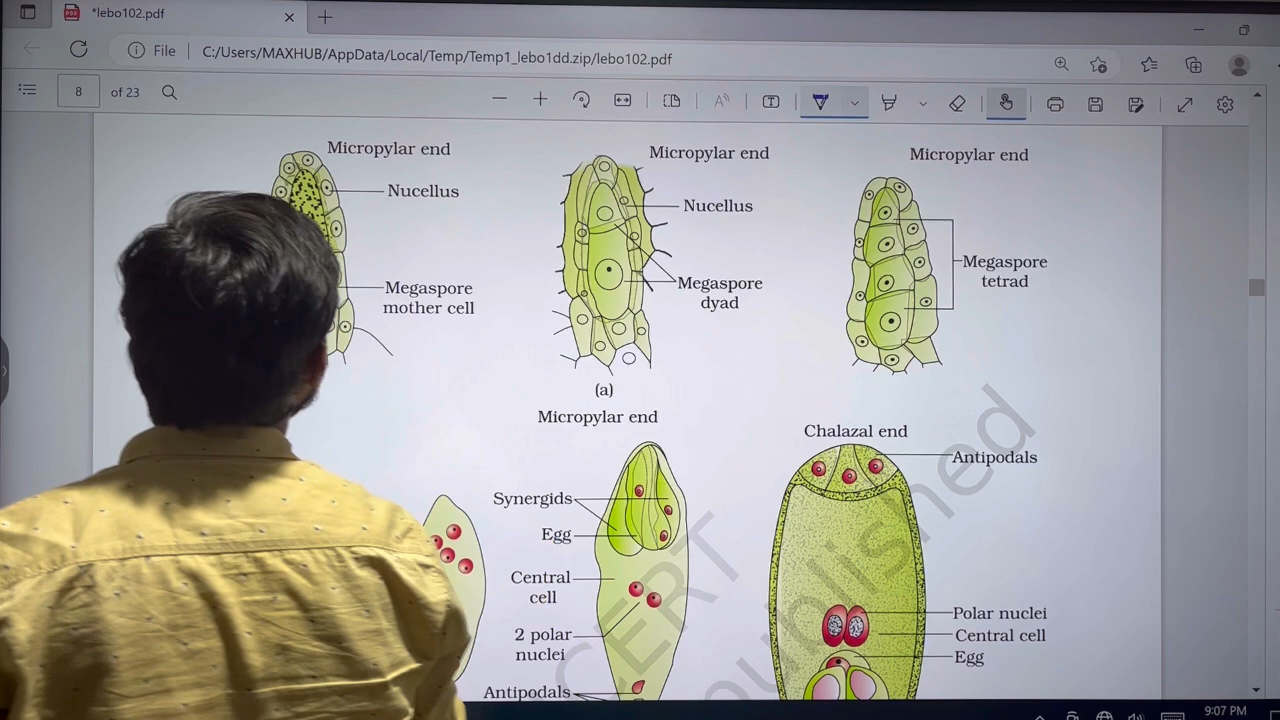 *lebo102.pdf
File
C:/Users/MAXHUB/AppData/Local/Temp/Temp1_lebo1dd.zip/lebo102.pdf
8 of 23
Micropylar end
Nucellus
Megaspore
mother cell
Micropylar end
Nucellus
Megaspore
dyad
(a)
Micropylar end
Megaspore
tetrad
Micropylar end
Synergids
Egg
Central
cell
2 polar
nuclei
Antipodals
Chalazal end
Antipodals
Polar nuclei
Central cell
Egg
9:07 PM